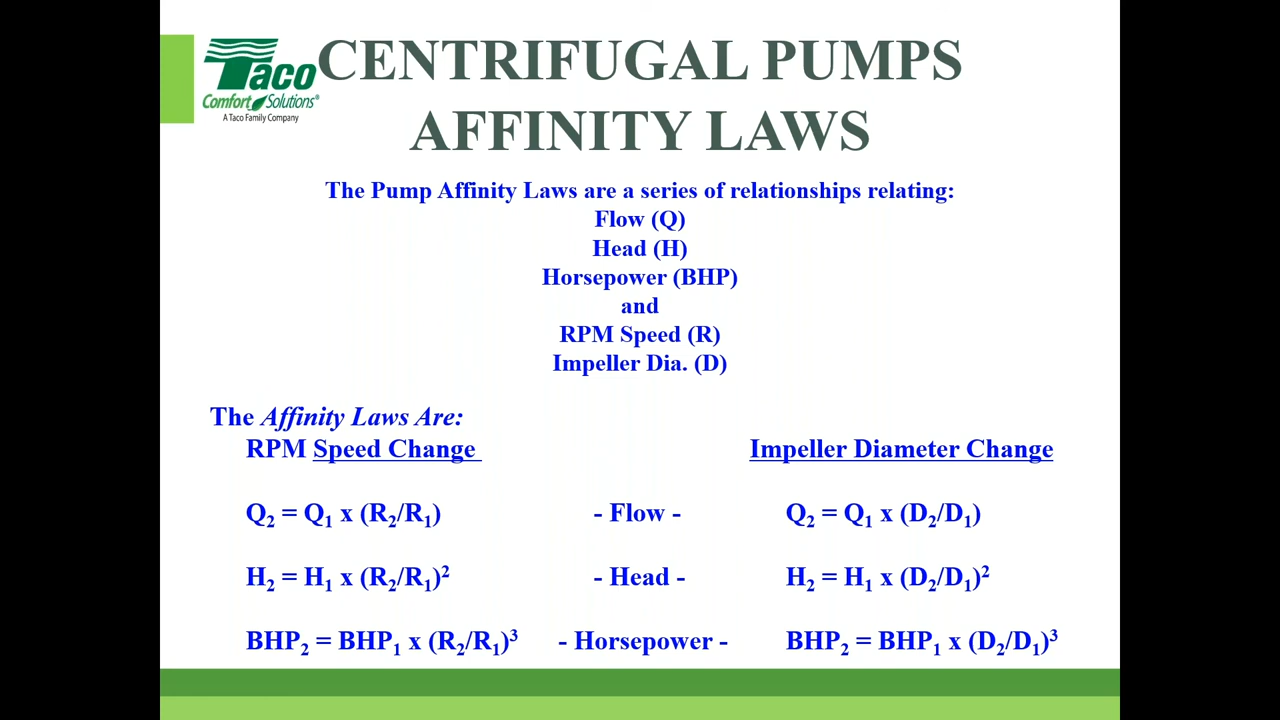 Taco
Comfort Solutions®
A Taco Family Company
CENTRIFUGAL PUMPS
AFFINITY LAWS
The Pump Affinity Laws are a series of relationships relating:
Flow (Q)
Head (H)
Horsepower (BHP)
and
RPM Speed (R)
Impeller Dia. (D)
The Affinity Laws Are:
RPM Speed Change Impeller Diameter Change
Q₂ = Q₁ x (R₂/R₁) - Flow - Q₂ = Q₁ x (D₂/D₁)
H₂ = H₁ x (R₂/R₁)² - Head - H₂ = H₁ x (D₂/D₁)²
BHP₂ = BHP₁ x (R₂/R₁)³ - Horsepower - BHP₂ = BHP₁ x (D₂/D₁)³